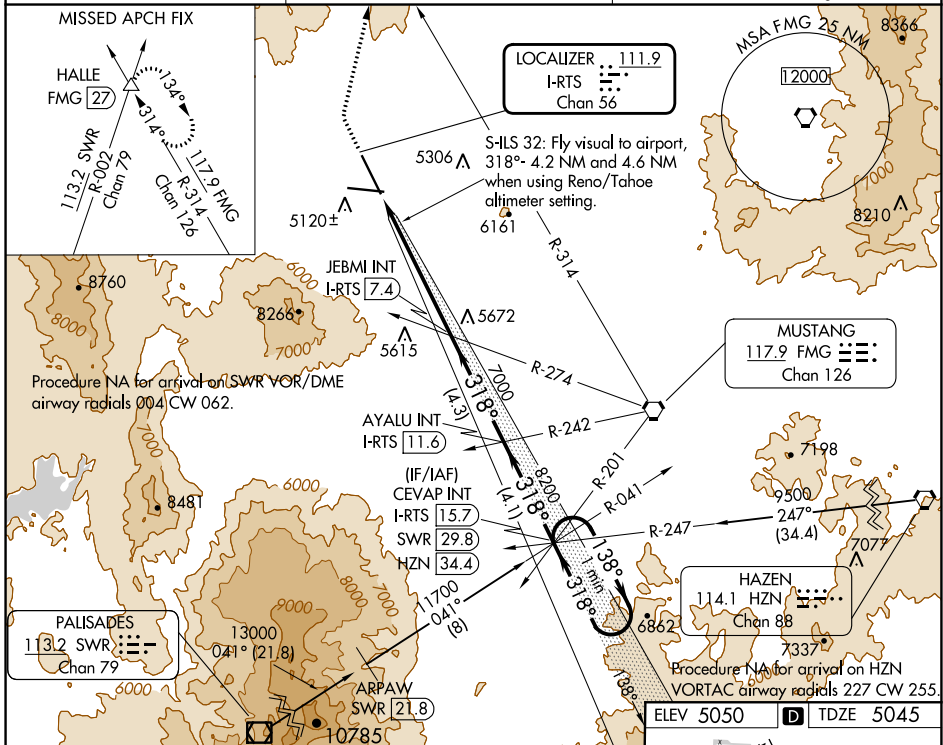 MISSED APCH FIX
HALLE
FMG 27
134°
314°
113.2 SWR
R-002
Chan 79
117.9 FMG
R-314
Chan 126
LOCALIZER 111.9
I-RTS
Chan 56
S-ILS 32: Fly visual to airport,
318°- 4.2 NM and 4.6 NM
when using Reno/Tahoe
altimeter setting.
MSA FMG 25 NM
12000
8366
7000
8210
5306
5120±
6161
R-314
JEBMI INT
I-RTS 7.4
5672
5615
8760
8000
6000
8266
7000
Procedure NA for arrival on SWR VOR/DME
airway radials 004 CW 062.
MUSTANG
117.9 FMG
Chan 126
R-274
R-242
R-201
R-041
7000
318°
(4.3)
AYALU INT
I-RTS 11.6
8200
318°
(4.1)
(IF/IAF)
CEVAP INT
I-RTS 15.7
SWR 29.8
HZN 34.4
7000
8481
6000
7198
9500
247°
(34.4)
R-247
7077
138°
1 min
318°
6862
HAZEN
114.1 HZN
Chan 88
7337
7000
Procedure NA for arrival on HZN
VORTAC airway radials 227 CW 255.
138°
11700
041°
(8)
9000
8000
7000
6000
PALISADES
113.2 SWR
Chan 79
13000
041° (21.8)
ARPAW
SWR 21.8
10785
6000
ELEV 5050
D
TDZE 5045